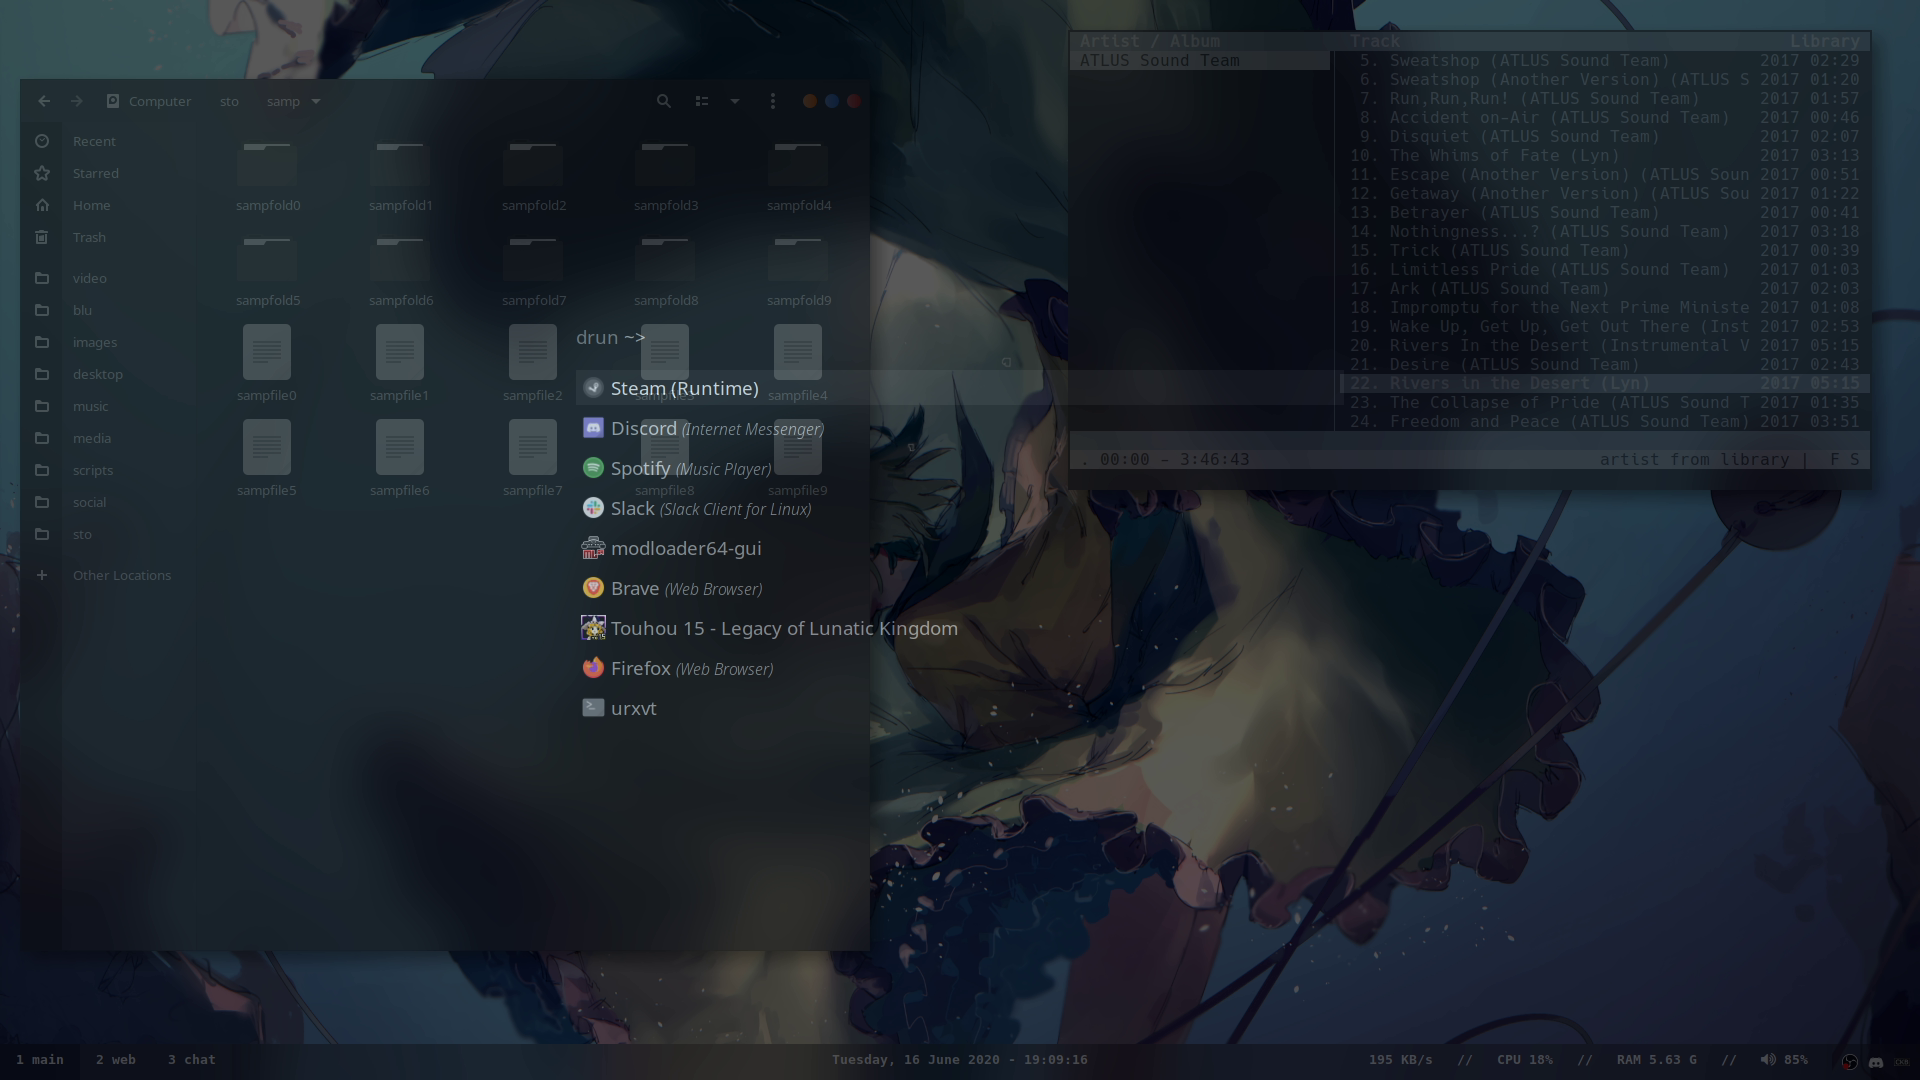 Computer sto samp
Recent
Starred
Home
Trash
video
blu
images
desktop
music
media
scripts
social
sto
Other Locations
sampfold0 sampfold1 sampfold2 sampfold3 sampfold4
sampfold5 sampfold6 sampfold7 sampfold8 sampfold9
sampfile0 sampfile1 sampfile2 sampfile3 sampfile4
sampfile5 sampfile6 sampfile7 sampfile8 sampfile9
drun ~>
Steam (Runtime)
Discord (Internet Messenger)
Spotify (Music Player)
Slack (Slack Client for Linux)
modloader64-gui
Brave (Web Browser)
Touhou 15 - Legacy of Lunatic Kingdom
Firefox (Web Browser)
urxvt
Artist / Album Track Library
ATLUS Sound Team
5. Sweatshop (ATLUS Sound Team) 2017 02:29
6. Sweatshop (Another Version) (ATLUS S 2017 01:20
7. Run,Run,Run! (ATLUS Sound Team) 2017 01:57
8. Accident on-Air (ATLUS Sound Team) 2017 00:46
9. Disquiet (ATLUS Sound Team) 2017 02:07
10. The Whims of Fate (Lyn) 2017 03:13
11. Escape (Another Version) (ATLUS Soun 2017 00:51
12. Getaway (Another Version) (ATLUS Sou 2017 01:22
13. Betrayer (ATLUS Sound Team) 2017 00:41
14. Nothingness...? (ATLUS Sound Team) 2017 03:18
15. Trick (ATLUS Sound Team) 2017 00:39
16. Limitless Pride (ATLUS Sound Team) 2017 01:03
17. Ark (ATLUS Sound Team) 2017 02:03
18. Impromptu for the Next Prime Ministe 2017 01:08
19. Wake Up, Get Up, Get Out There (Inst 2017 02:53
20. Rivers In the Desert (Instrumental V 2017 05:15
21. Desire (ATLUS Sound Team) 2017 02:43
22. Rivers in the Desert (Lyn) 2017 05:15
23. The Collapse of Pride (ATLUS Sound T 2017 01:35
24. Freedom and Peace (ATLUS Sound Team) 2017 03:51
. 00:00 - 3:46:43 artist from library | F S
1 main 2 web 3 chat Tuesday, 16 June 2020 - 19:09:16 195 KB/s // CPU 18% // RAM 5.63 G // 85%